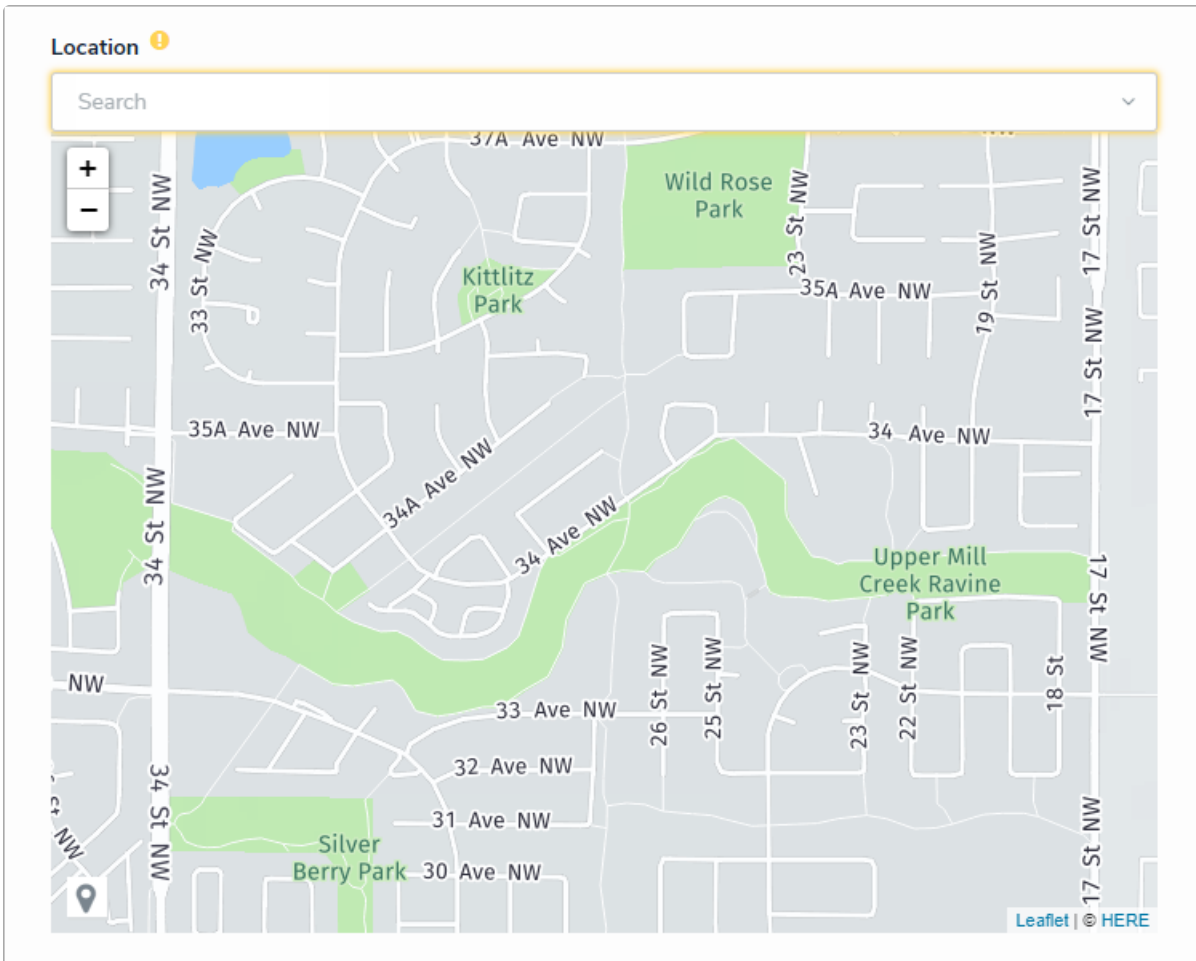 Location
Search
+
−
37A Ave NW
Wild Rose
Park
23 St NW
34 St NW
33 St NW
Kittlitz
Park
35A Ave NW
19 St NW
17 St NW
17 St NW
35A Ave NW
34A Ave NW
34 Ave NW
34 Ave NW
34 St NW
Upper Mill
Creek Ravine
Park
17 St NW
NW
33 Ave NW
26 St NW
25 St NW
23 St NW
22 St NW
18 St
32 Ave NW
34 St NW
31 Ave NW
St NW
Silver
Berry Park
30 Ave NW
17 St NW
Leaflet | © HERE